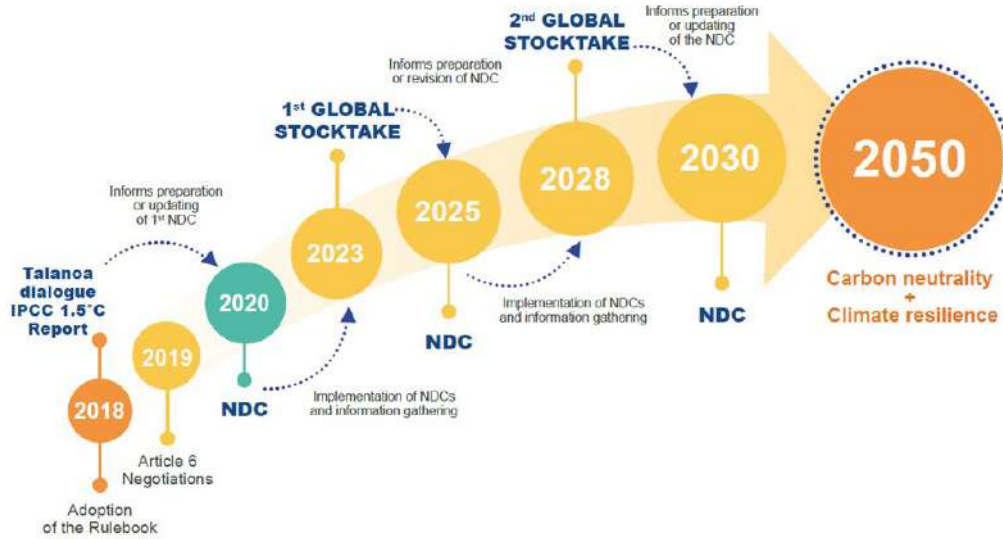 Talanoa
dialogue
IPCC 1.5°C
Report
2018
Adoption
of the Rulebook
2019
Article 6
Negotiations
Informs preparation
or updating
of 1st NDC
2020
NDC
Implementation of NDCs
and information gathering
1st GLOBAL
STOCKTAKE
2023
Informs preparation
or revision of NDC
2025
NDC
Implementation of NDCs
and information gathering
2nd GLOBAL
STOCKTAKE
2028
Informs preparation
or updating
of the NDC
2030
NDC
2050
Carbon neutrality
+
Climate resilience